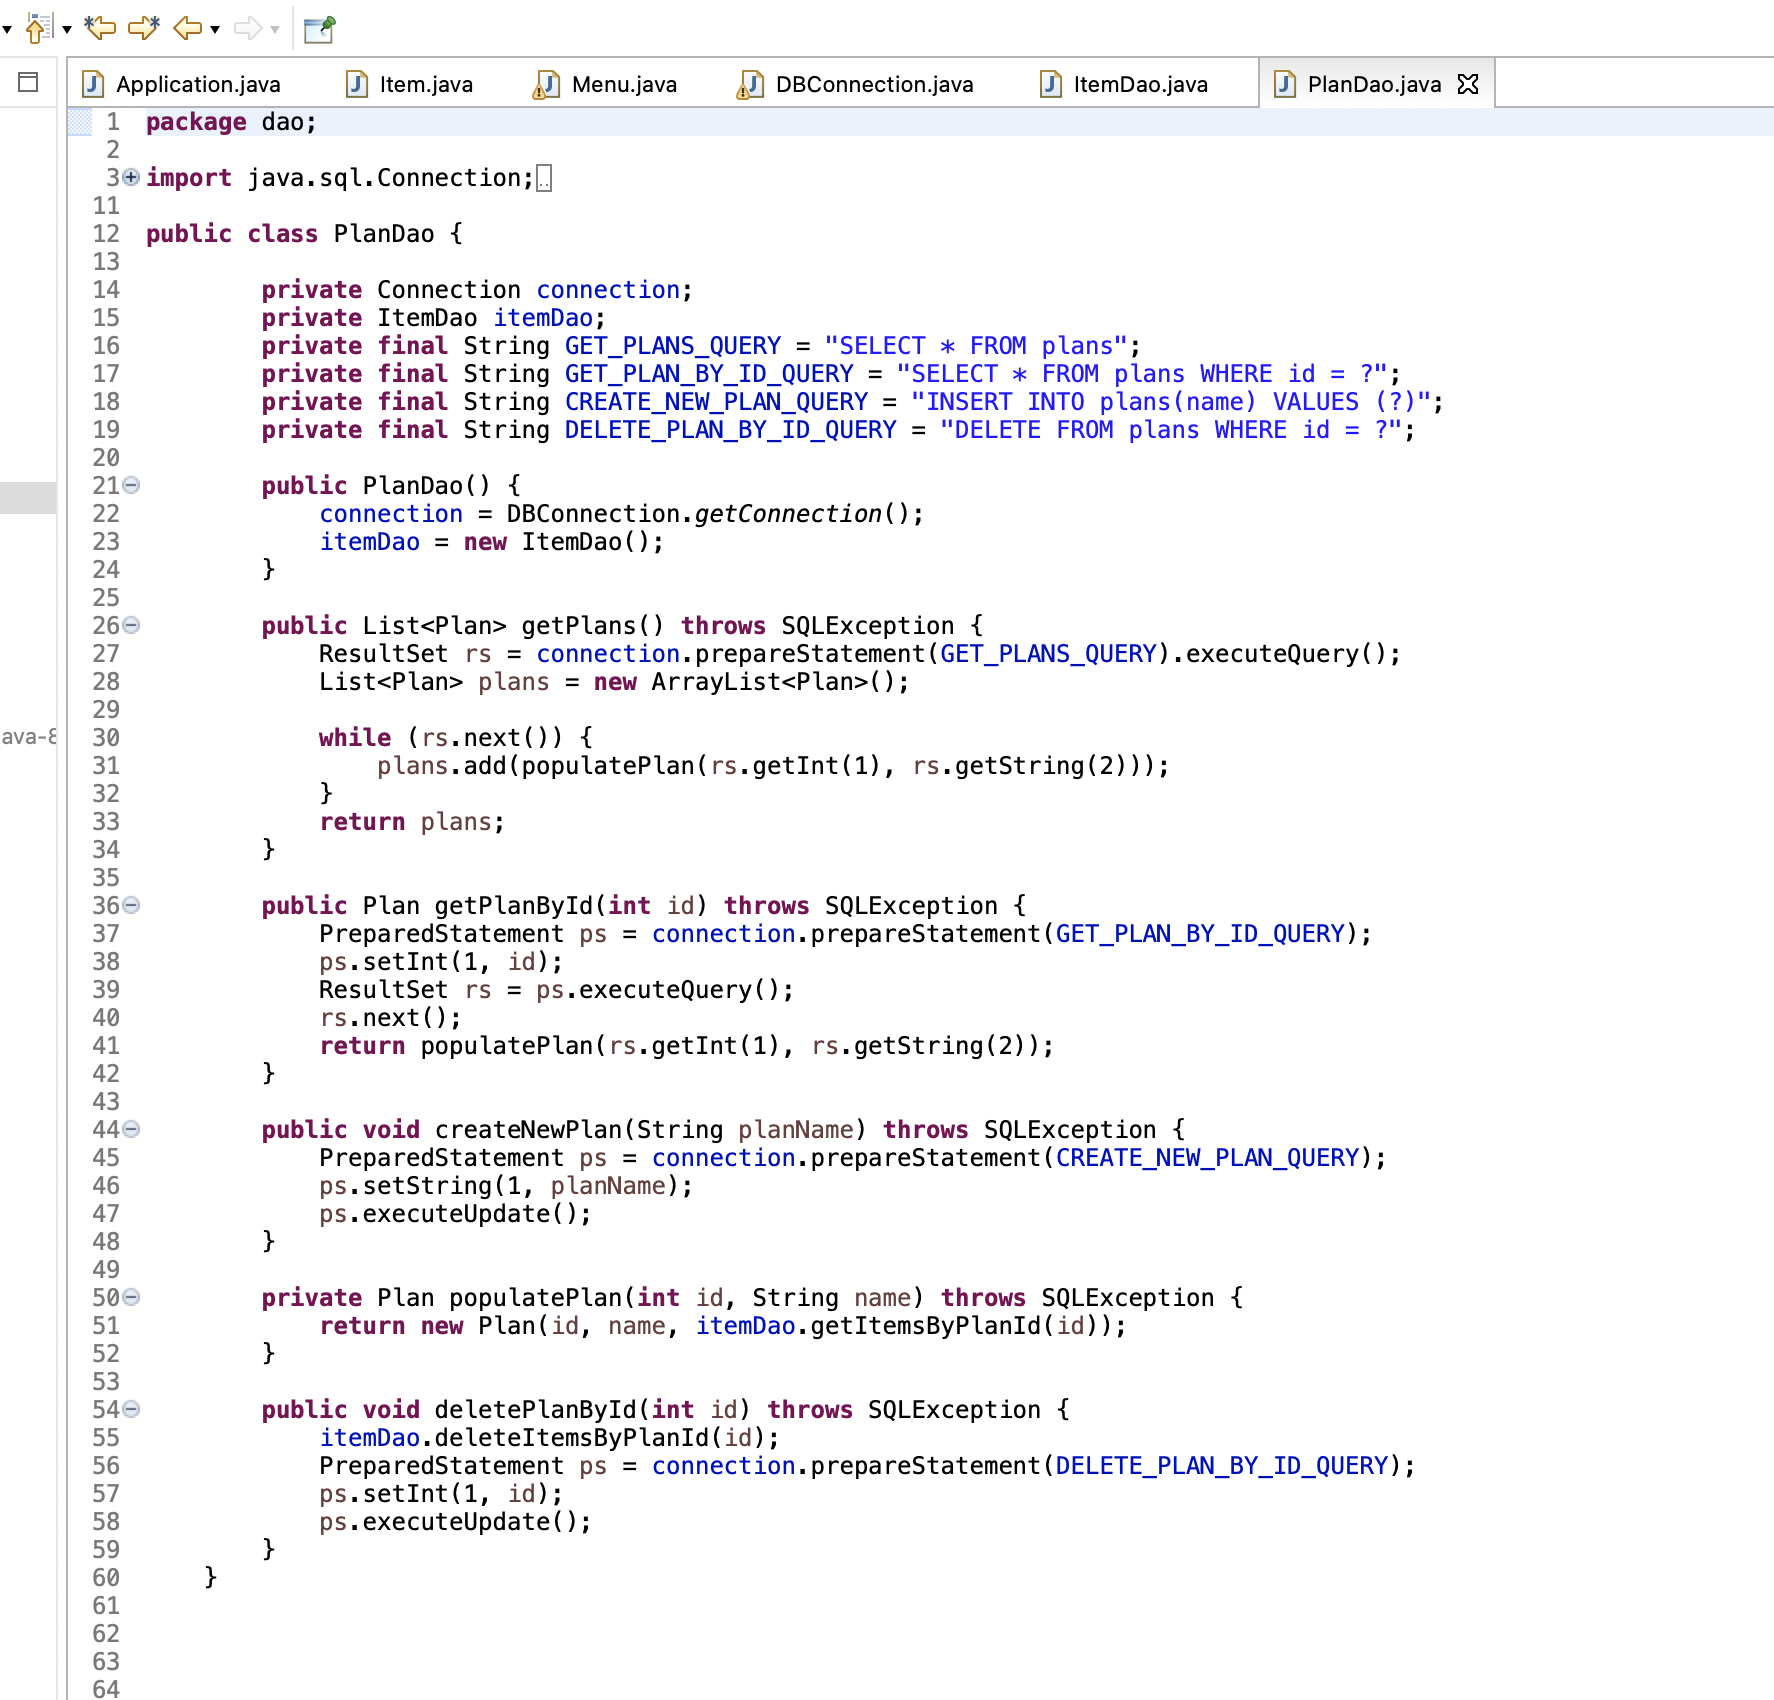 Application.java Item.java Menu.java DBConnection.java ItemDao.java PlanDao.java
1 package dao;
2
3 import java.sql.Connection;
11
12 public class PlanDao {
13
14 private Connection connection;
15 private ItemDao itemDao;
16 private final String GET_PLANS_QUERY = "SELECT * FROM plans";
17 private final String GET_PLAN_BY_ID_QUERY = "SELECT * FROM plans WHERE id = ?";
18 private final String CREATE_NEW_PLAN_QUERY = "INSERT INTO plans(name) VALUES (?)";
19 private final String DELETE_PLAN_BY_ID_QUERY = "DELETE FROM plans WHERE id = ?";
20
21 public PlanDao() {
22 connection = DBConnection.getConnection();
23 itemDao = new ItemDao();
24 }
25
26 public List<Plan> getPlans() throws SQLException {
27 ResultSet rs = connection.prepareStatement(GET_PLANS_QUERY).executeQuery();
28 List<Plan> plans = new ArrayList<Plan>();
29
ava-8
30 while (rs.next()) {
31 plans.add(populatePlan(rs.getInt(1), rs.getString(2)));
32 }
33 return plans;
34 }
35
36 public Plan getPlanById(int id) throws SQLException {
37 PreparedStatement ps = connection.prepareStatement(GET_PLAN_BY_ID_QUERY);
38 ps.setInt(1, id);
39 ResultSet rs = ps.executeQuery();
40 rs.next();
41 return populatePlan(rs.getInt(1), rs.getString(2));
42 }
43
44 public void createNewPlan(String planName) throws SQLException {
45 PreparedStatement ps = connection.prepareStatement(CREATE_NEW_PLAN_QUERY);
46 ps.setString(1, planName);
47 ps.executeUpdate();
48 }
49
50 private Plan populatePlan(int id, String name) throws SQLException {
51 return new Plan(id, name, itemDao.getItemsByPlanId(id));
52 }
53
54 public void deletePlanById(int id) throws SQLException {
55 itemDao.deleteItemsByPlanId(id);
56 PreparedStatement ps = connection.prepareStatement(DELETE_PLAN_BY_ID_QUERY);
57 ps.setInt(1, id);
58 ps.executeUpdate();
59 }
60 }
61
62
63
64